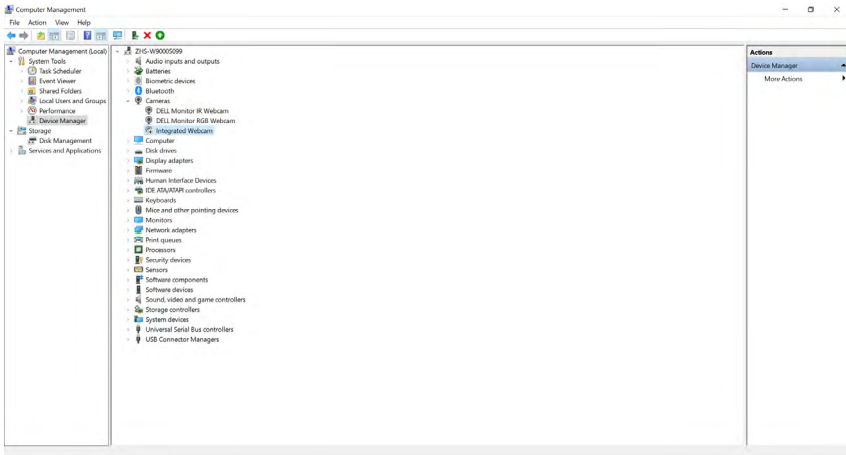 Computer Management
File Action View Help
Computer Management (Local)
System Tools
Task Scheduler
Event Viewer
Shared Folders
Local Users and Groups
Performance
Device Manager
Storage
Disk Management
Services and Applications
ZHS-W90005099
Audio inputs and outputs
Batteries
Biometric devices
Bluetooth
Cameras
DELL Monitor IR Webcam
DELL Monitor RGB Webcam
Integrated Webcam
Computer
Disk drives
Display adapters
Firmware
Human Interface Devices
IDE ATA/ATAPI controllers
Keyboards
Mice and other pointing devices
Monitors
Network adapters
Print queues
Processors
Security devices
Sensors
Software components
Software devices
Sound, video and game controllers
Storage controllers
System devices
Universal Serial Bus controllers
USB Connector Managers
Actions
Device Manager
More Actions